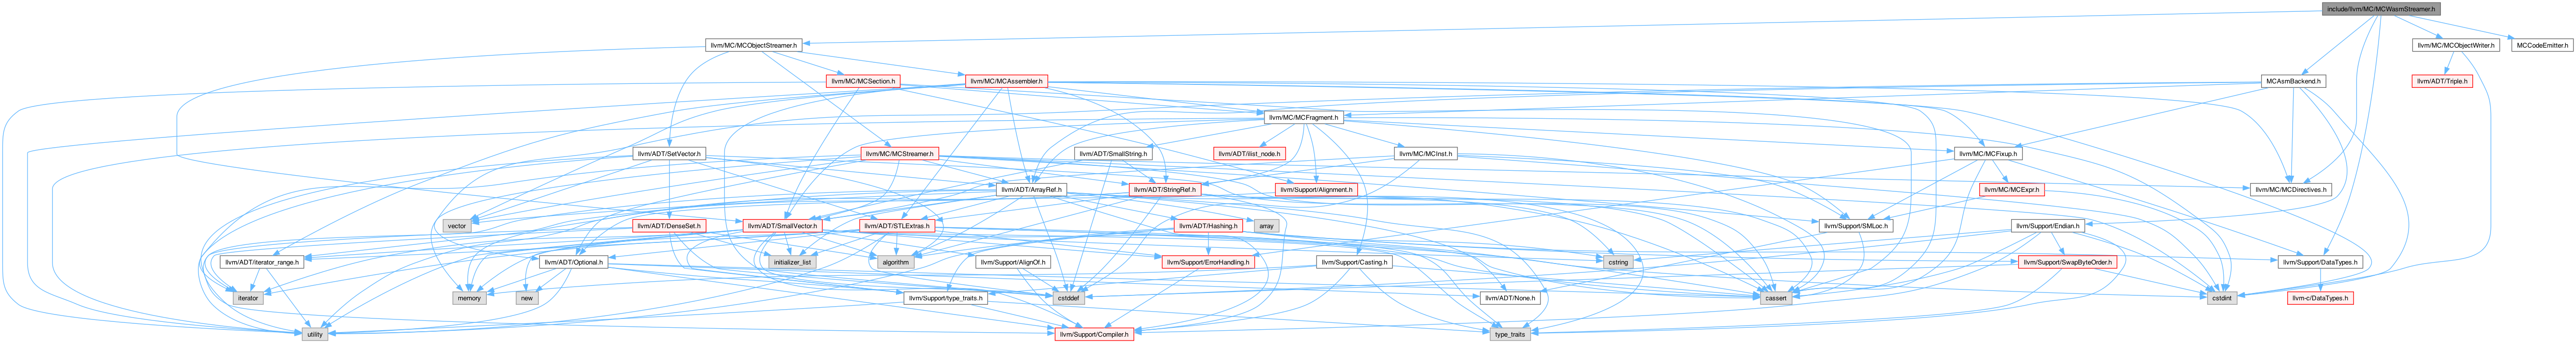 include/llvm/MC/MCWasmStreamer.h
llvm/MC/MCObjectStreamer.h
llvm/MC/MCObjectWriter.h
MCCodeEmitter.h
llvm/MC/MCSection.h
llvm/MC/MCAssembler.h
MCAsmBackend.h
llvm/ADT/Triple.h
llvm/MC/MCFragment.h
llvm/ADT/SetVector.h
llvm/MC/MCStreamer.h
llvm/ADT/SmallString.h
llvm/ADT/ilist_node.h
llvm/MC/MCInst.h
llvm/MC/MCFixup.h
llvm/ADT/ArrayRef.h
llvm/ADT/StringRef.h
llvm/Support/Alignment.h
llvm/MC/MCExpr.h
llvm/MC/MCDirectives.h
vector
llvm/ADT/DenseSet.h
llvm/ADT/SmallVector.h
llvm/ADT/STLExtras.h
llvm/ADT/Hashing.h
array
llvm/Support/SMLoc.h
llvm/Support/Endian.h
llvm/ADT/iterator_range.h
llvm/ADT/Optional.h
initializer_list
algorithm
llvm/Support/AlignOf.h
llvm/Support/ErrorHandling.h
llvm/Support/Casting.h
cstring
llvm/Support/SwapByteOrder.h
llvm/Support/DataTypes.h
iterator
memory
new
llvm/Support/type_traits.h
cstddef
llvm/ADT/None.h
cassert
cstdint
llvm-c/DataTypes.h
utility
llvm/Support/Compiler.h
type_traits